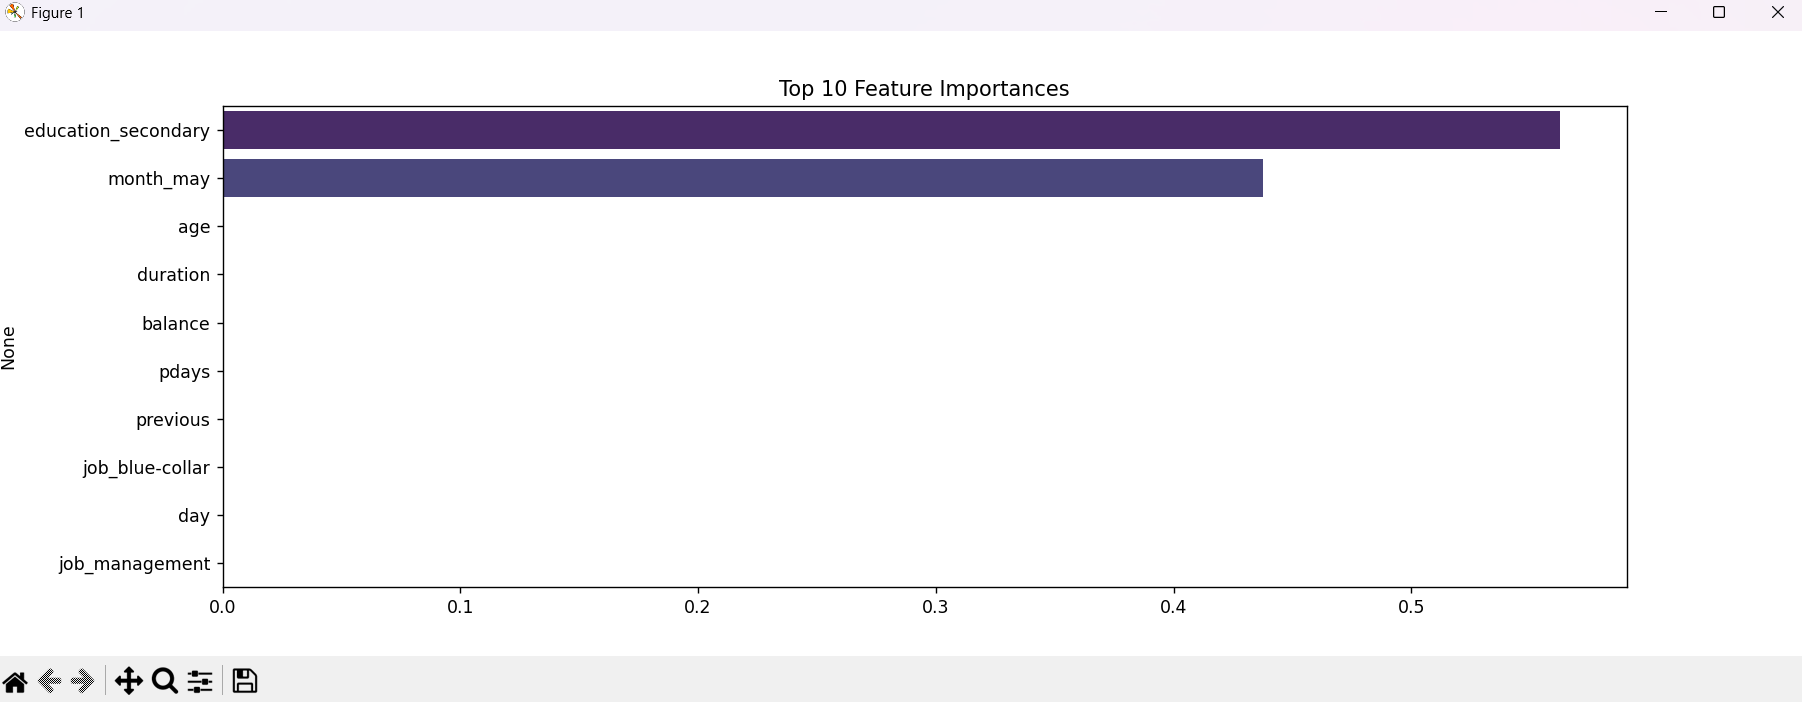 Figure 1
Top 10 Feature Importances
education_secondary
month_may
age
duration
balance
pdays
previous
job_blue-collar
day
job_management
None
0.0 0.1 0.2 0.3 0.4 0.5